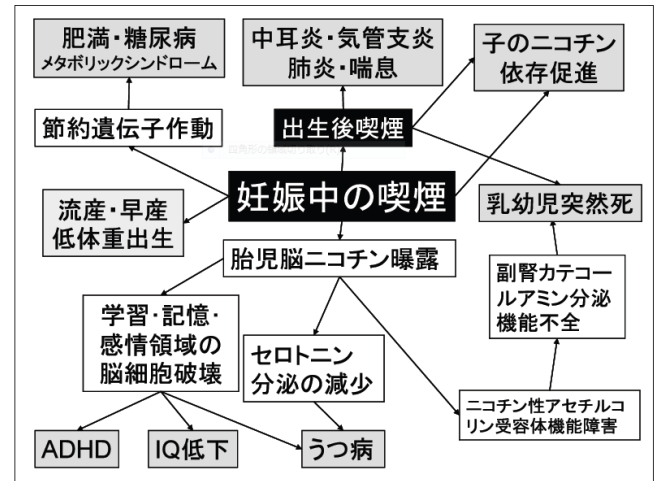 肥満・糖尿病
メタボリックシンドローム
中耳炎・気管支炎
肺炎・喘息
子のニコチン
依存促進
節約遺伝子作動
出生後喫煙
妊娠中の喫煙
流産・早産
低体重出生
乳幼児突然死
胎児脳ニコチン曝露
副腎カテコー
ルアミン分泌
機能不全
学習・記憶・
感情領域の
脳細胞破壊
セロトニン
分泌の減少
ニコチン性アセチルコ
リン受容体機能障害
ADHD
IQ低下
うつ病